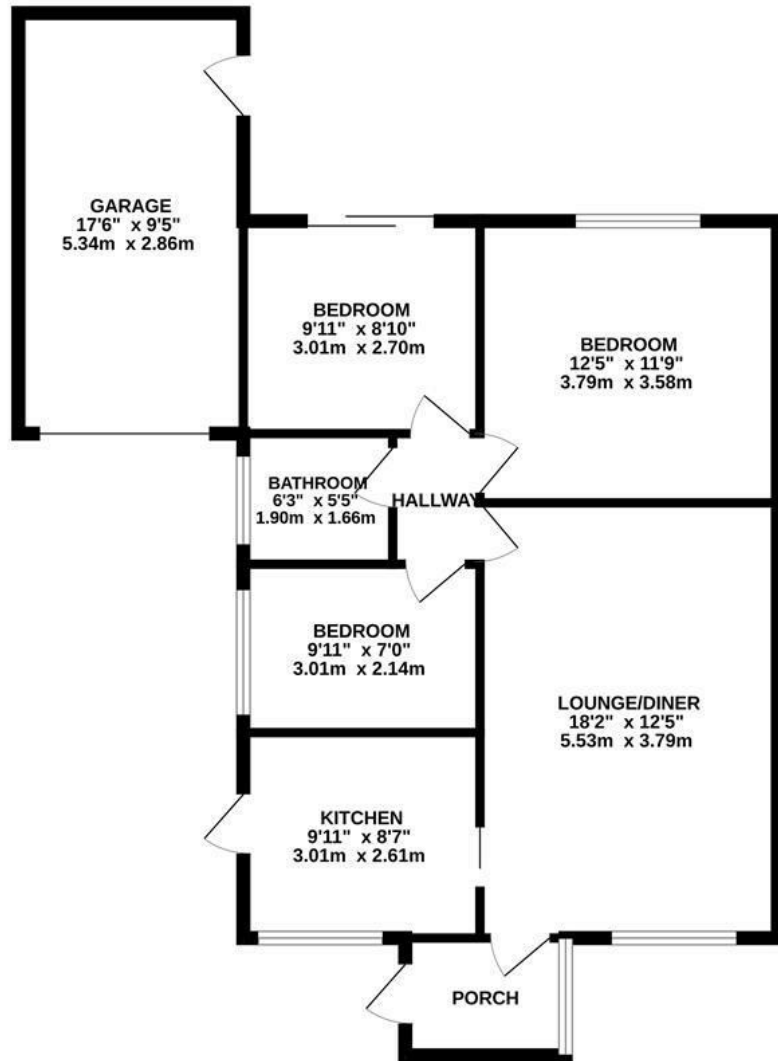 GARAGE
17'6" x 9'5"
5.34m x 2.86m
BEDROOM
9'11" x 8'10"
3.01m x 2.70m
BEDROOM
12'5" x 11'9"
3.79m x 3.58m
BATHROOM
6'3" x 5'5"
1.90m x 1.66m
HALLWAY
BEDROOM
9'11" x 7'0"
3.01m x 2.14m
LOUNGE/DINER
18'2" x 12'5"
5.53m x 3.79m
KITCHEN
9'11" x 8'7"
3.01m x 2.61m
PORCH